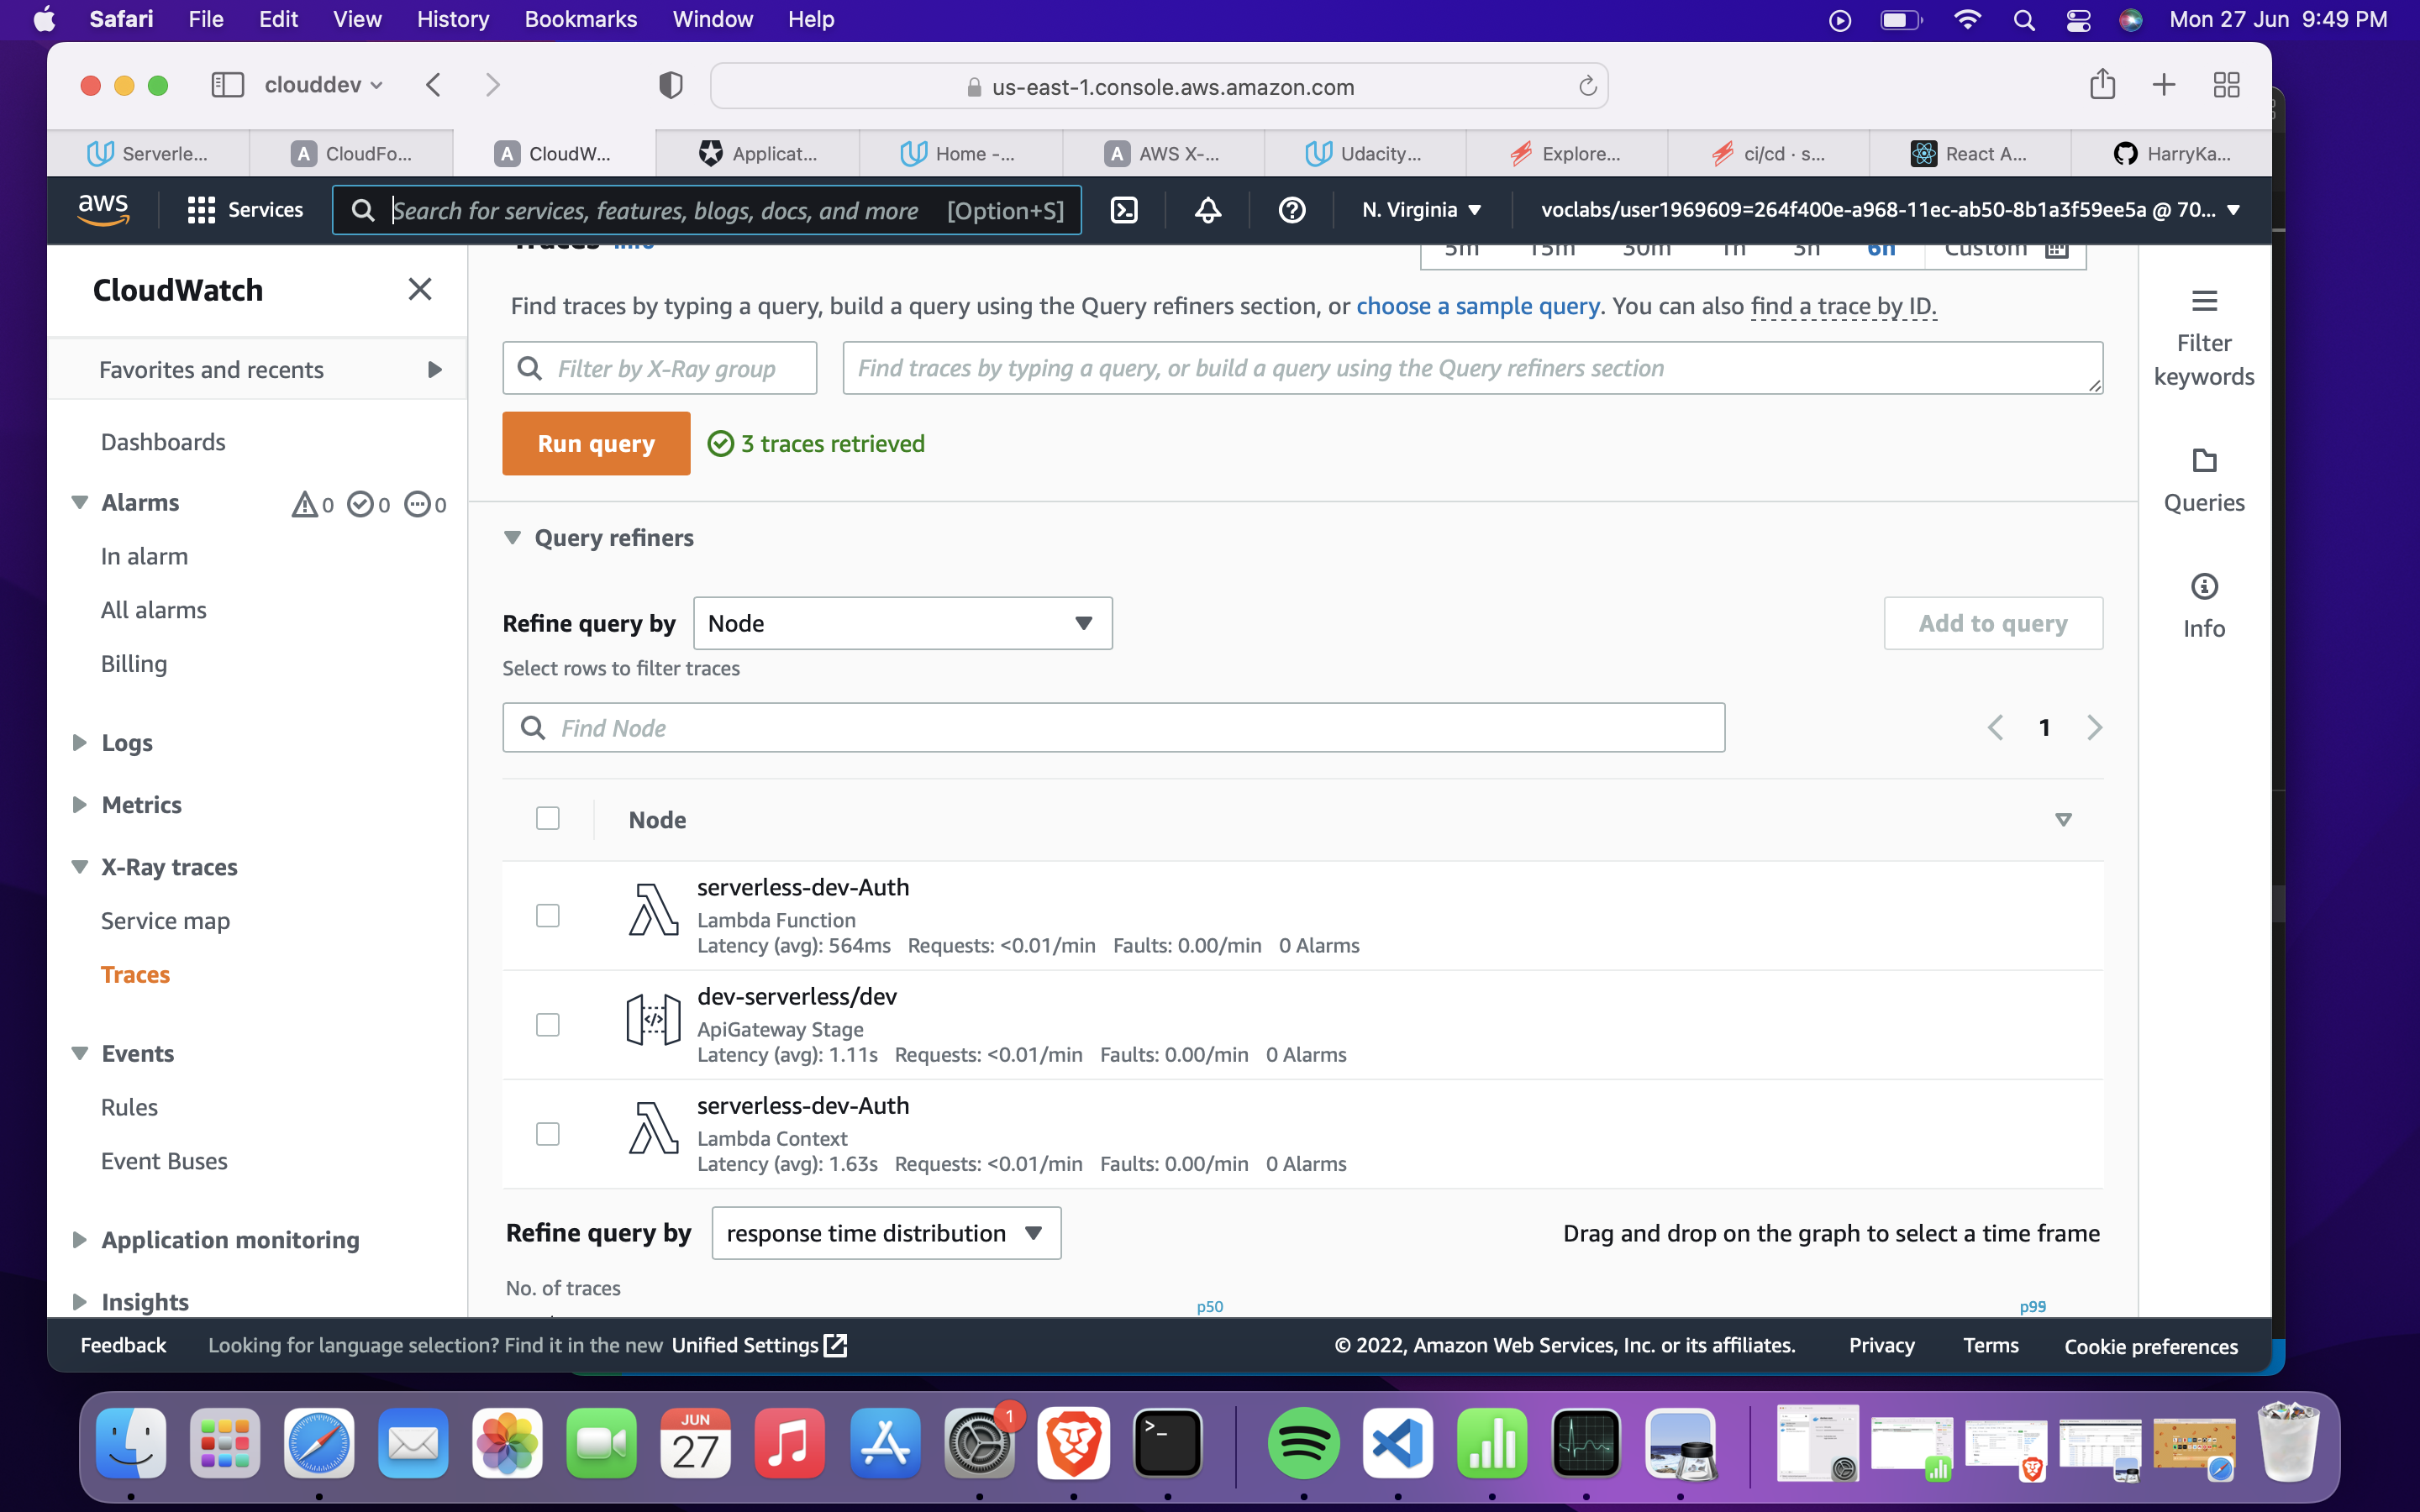 Safari File Edit View History Bookmarks Window Help Mon 27 Jun 9:49 PM
clouddev us-east-1.console.aws.amazon.com
Serverle... A CloudFo... A CloudW... Applicat... Home -... A AWS X-... Udacity... Explore... ci/cd · s... React A... HarryKa...
aws Services Search for services, features, blogs, docs, and more [Option+S] N. Virginia voclabs/user1969609=264f400e-a968-11ec-ab50-8b1a3f59ee5a @ 70...
CloudWatch
Favorites and recents
Dashboards
Alarms 0 0 0
In alarm
All alarms
Billing
Logs
Metrics
X-Ray traces
Service map
Traces
Events
Rules
Event Buses
Application monitoring
Insights
Traces Info 5m 15m 30m 1h 3h 6h Custom
Find traces by typing a query, build a query using the Query refiners section, or choose a sample query. You can also find a trace by ID.
Filter by X-Ray group Find traces by typing a query, or build a query using the Query refiners section
Run query 3 traces retrieved
Query refiners
Refine query by Node Add to query
Select rows to filter traces
Find Node 1
Node
serverless-dev-Auth
Lambda Function
Latency (avg): 564ms Requests: <0.01/min Faults: 0.00/min 0 Alarms
dev-serverless/dev
ApiGateway Stage
Latency (avg): 1.11s Requests: <0.01/min Faults: 0.00/min 0 Alarms
serverless-dev-Auth
Lambda Context
Latency (avg): 1.63s Requests: <0.01/min Faults: 0.00/min 0 Alarms
Refine query by response time distribution Drag and drop on the graph to select a time frame
No. of traces
p50 p99
Filter
keywords
Queries
Info
Feedback Looking for language selection? Find it in the new Unified Settings © 2022, Amazon Web Services, Inc. or its affiliates. Privacy Terms Cookie preferences
JUN
27
1